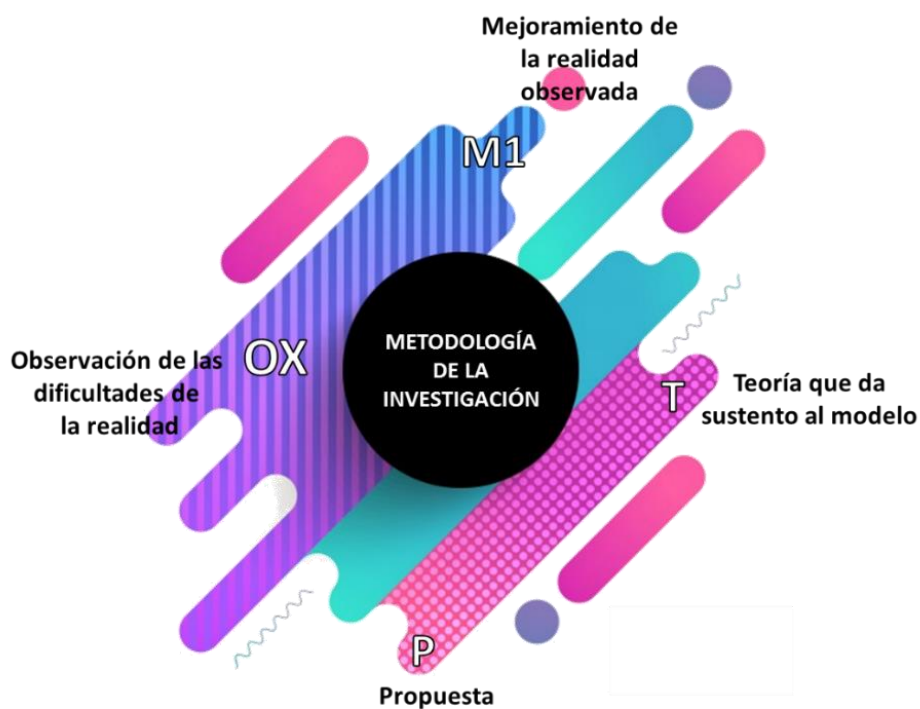 Mejoramiento de
la realidad
observada
M1
OX
Observación de las
dificultades de
la realidad
METODOLOGÍA
DE LA
INVESTIGACIÓN
T
Teoría que da
sustento al modelo
P
Propuesta